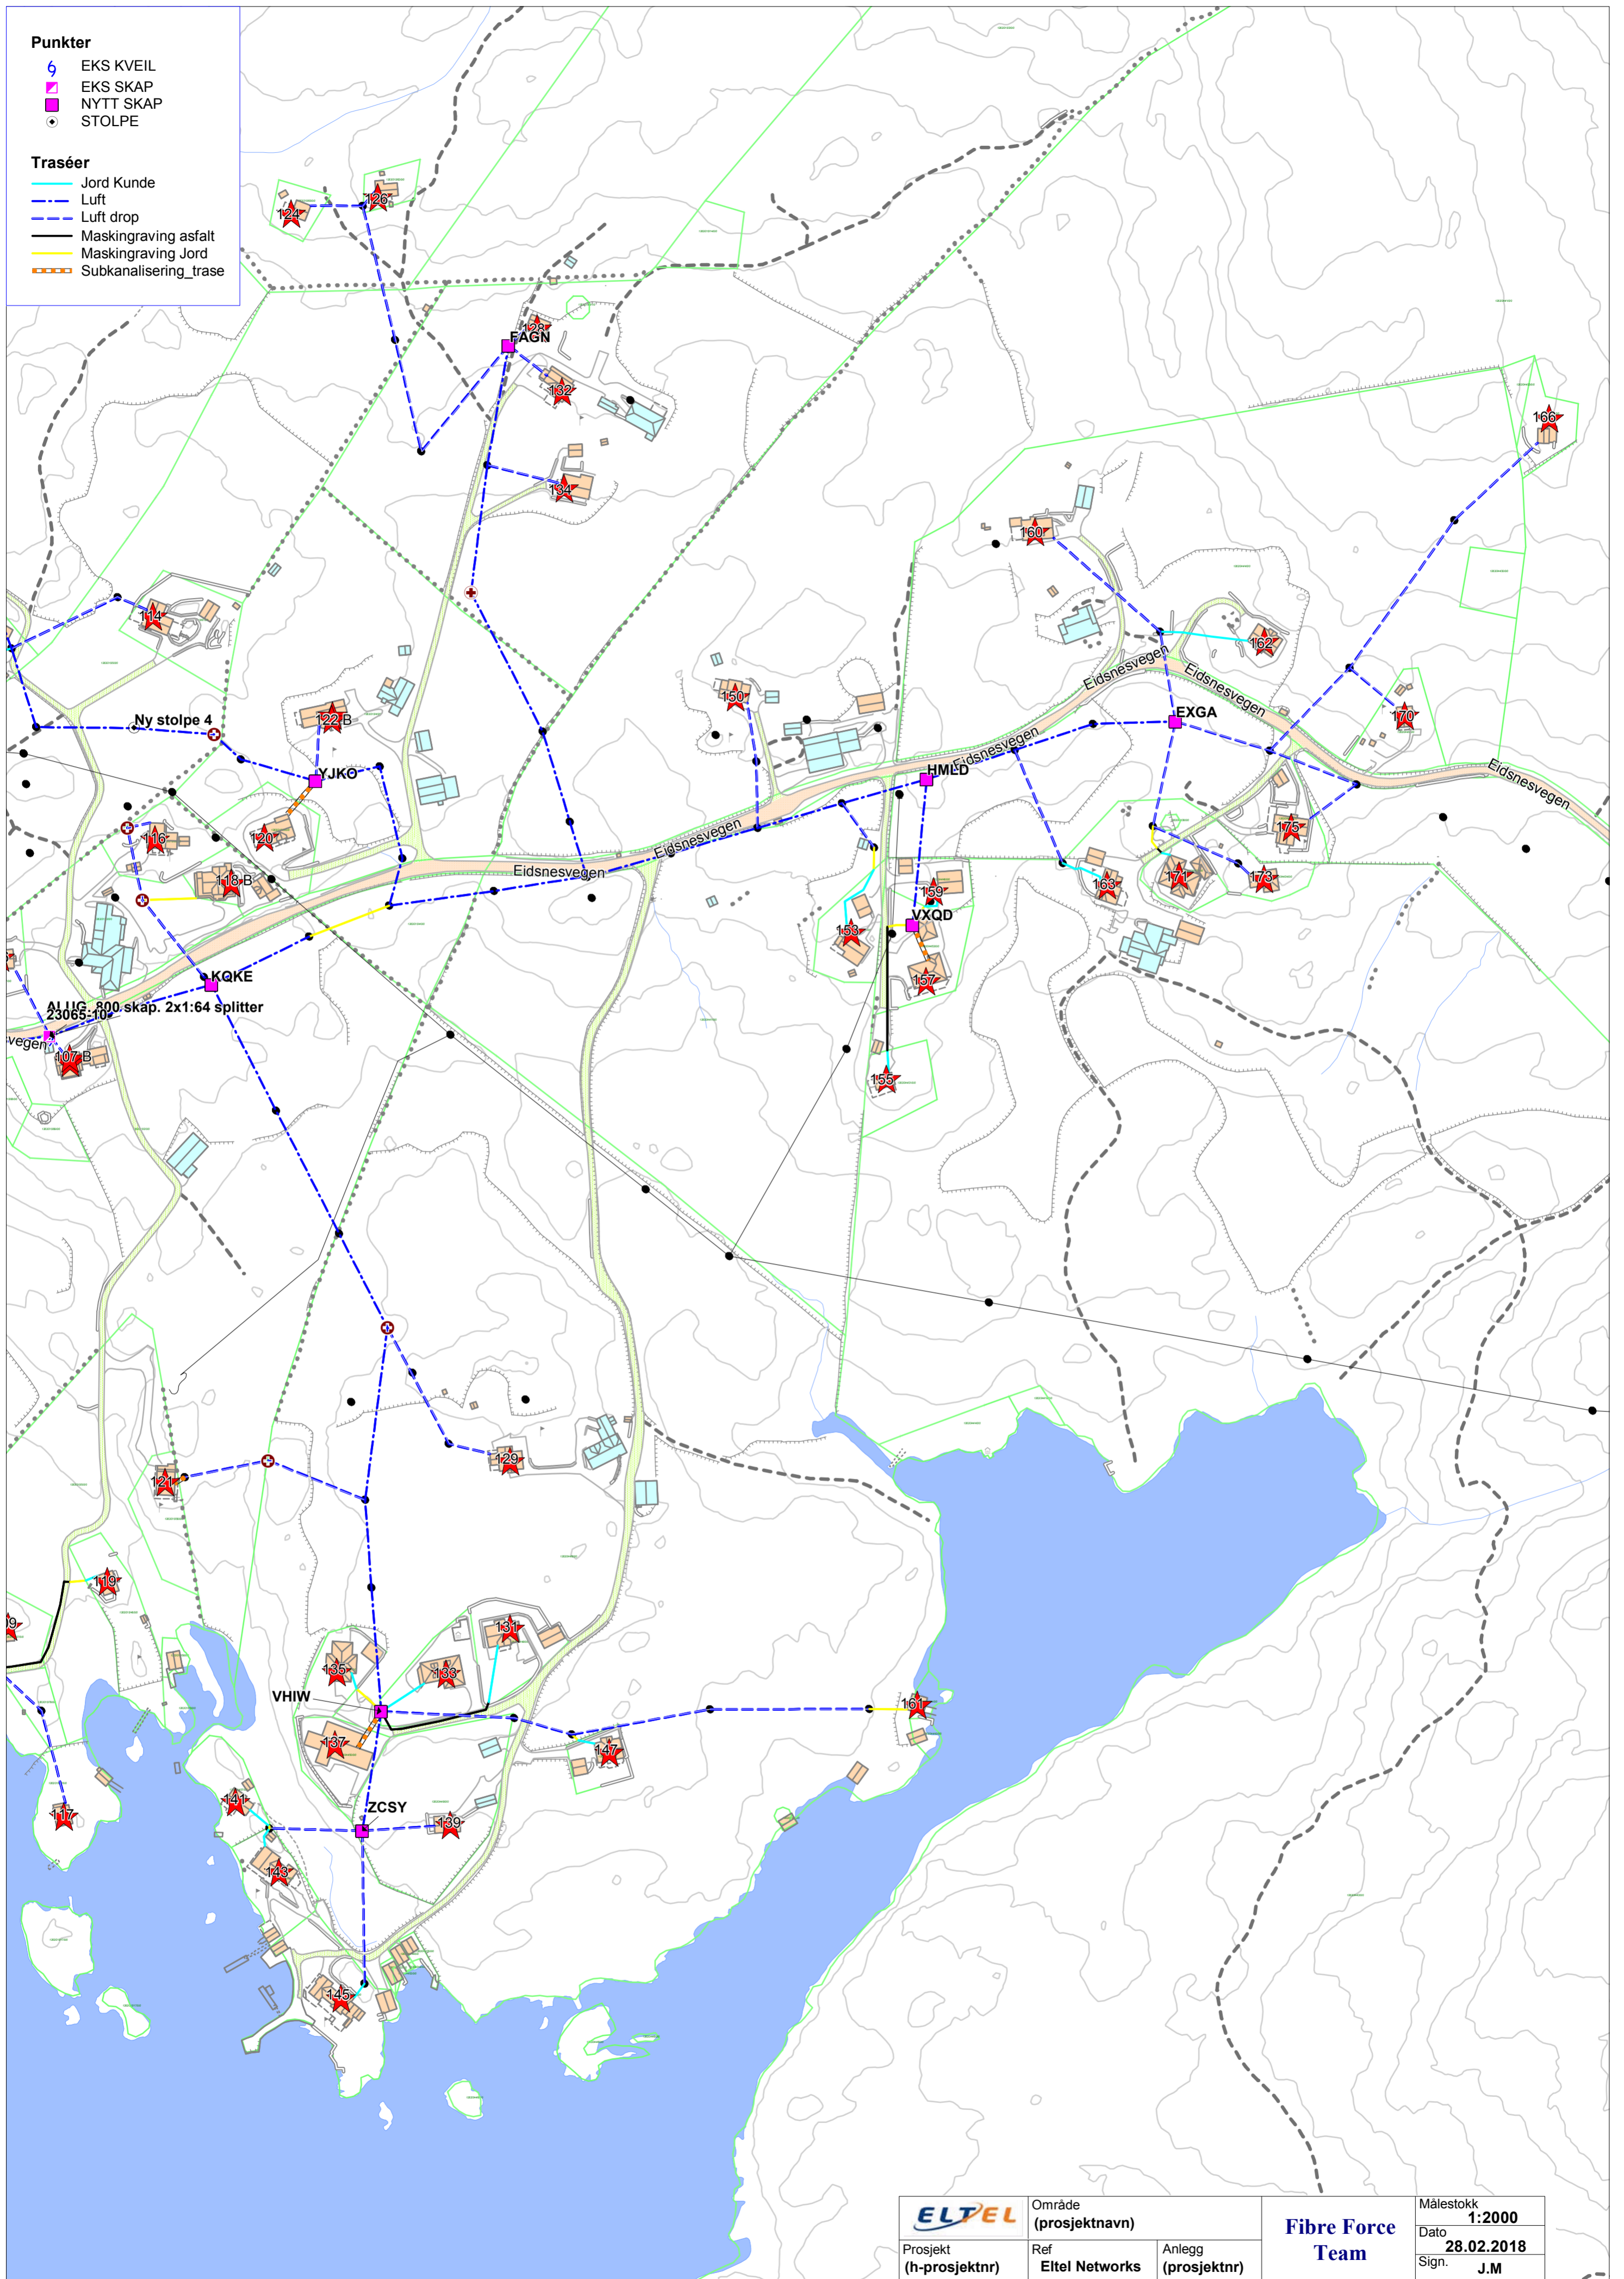 Punkter
EKS KVEIL
EKS SKAP
NYTT SKAP
STOLPE
Traséer
Jord Kunde
Luft
Luft drop
Maskingraving asfalt
Maskingraving Jord
Subkanalisering_trase
124
126
128
FAGN
132
134
166
160
162
114
Eidsnesvegen
Eidsnesvegen
150
170
EXGA
Ny stolpe 4
122 B
Eidsnesvegen
Eidsnesvegen
HMLD
YJKO
116
120
Eidsnesvegen
175
Eidsnesvegen
118 B
163
171
173
159
VXQD
153
157
KQKE
ALUG 800 skap. 2x1:64 splitter
23065-10
svegen
107 B
155
129
121
119
9
131
135
133
VHIW
161
137
147
141
ZCSY
117
139
143
145
ELTEL
Område
(prosjektnavn)
Prosjekt
(h-prosjektnr)
Ref
Eltel Networks
Anlegg
(prosjektnr)
Fibre Force
Team
Målestokk
1:2000
Dato
28.02.2018
Sign.
J.M